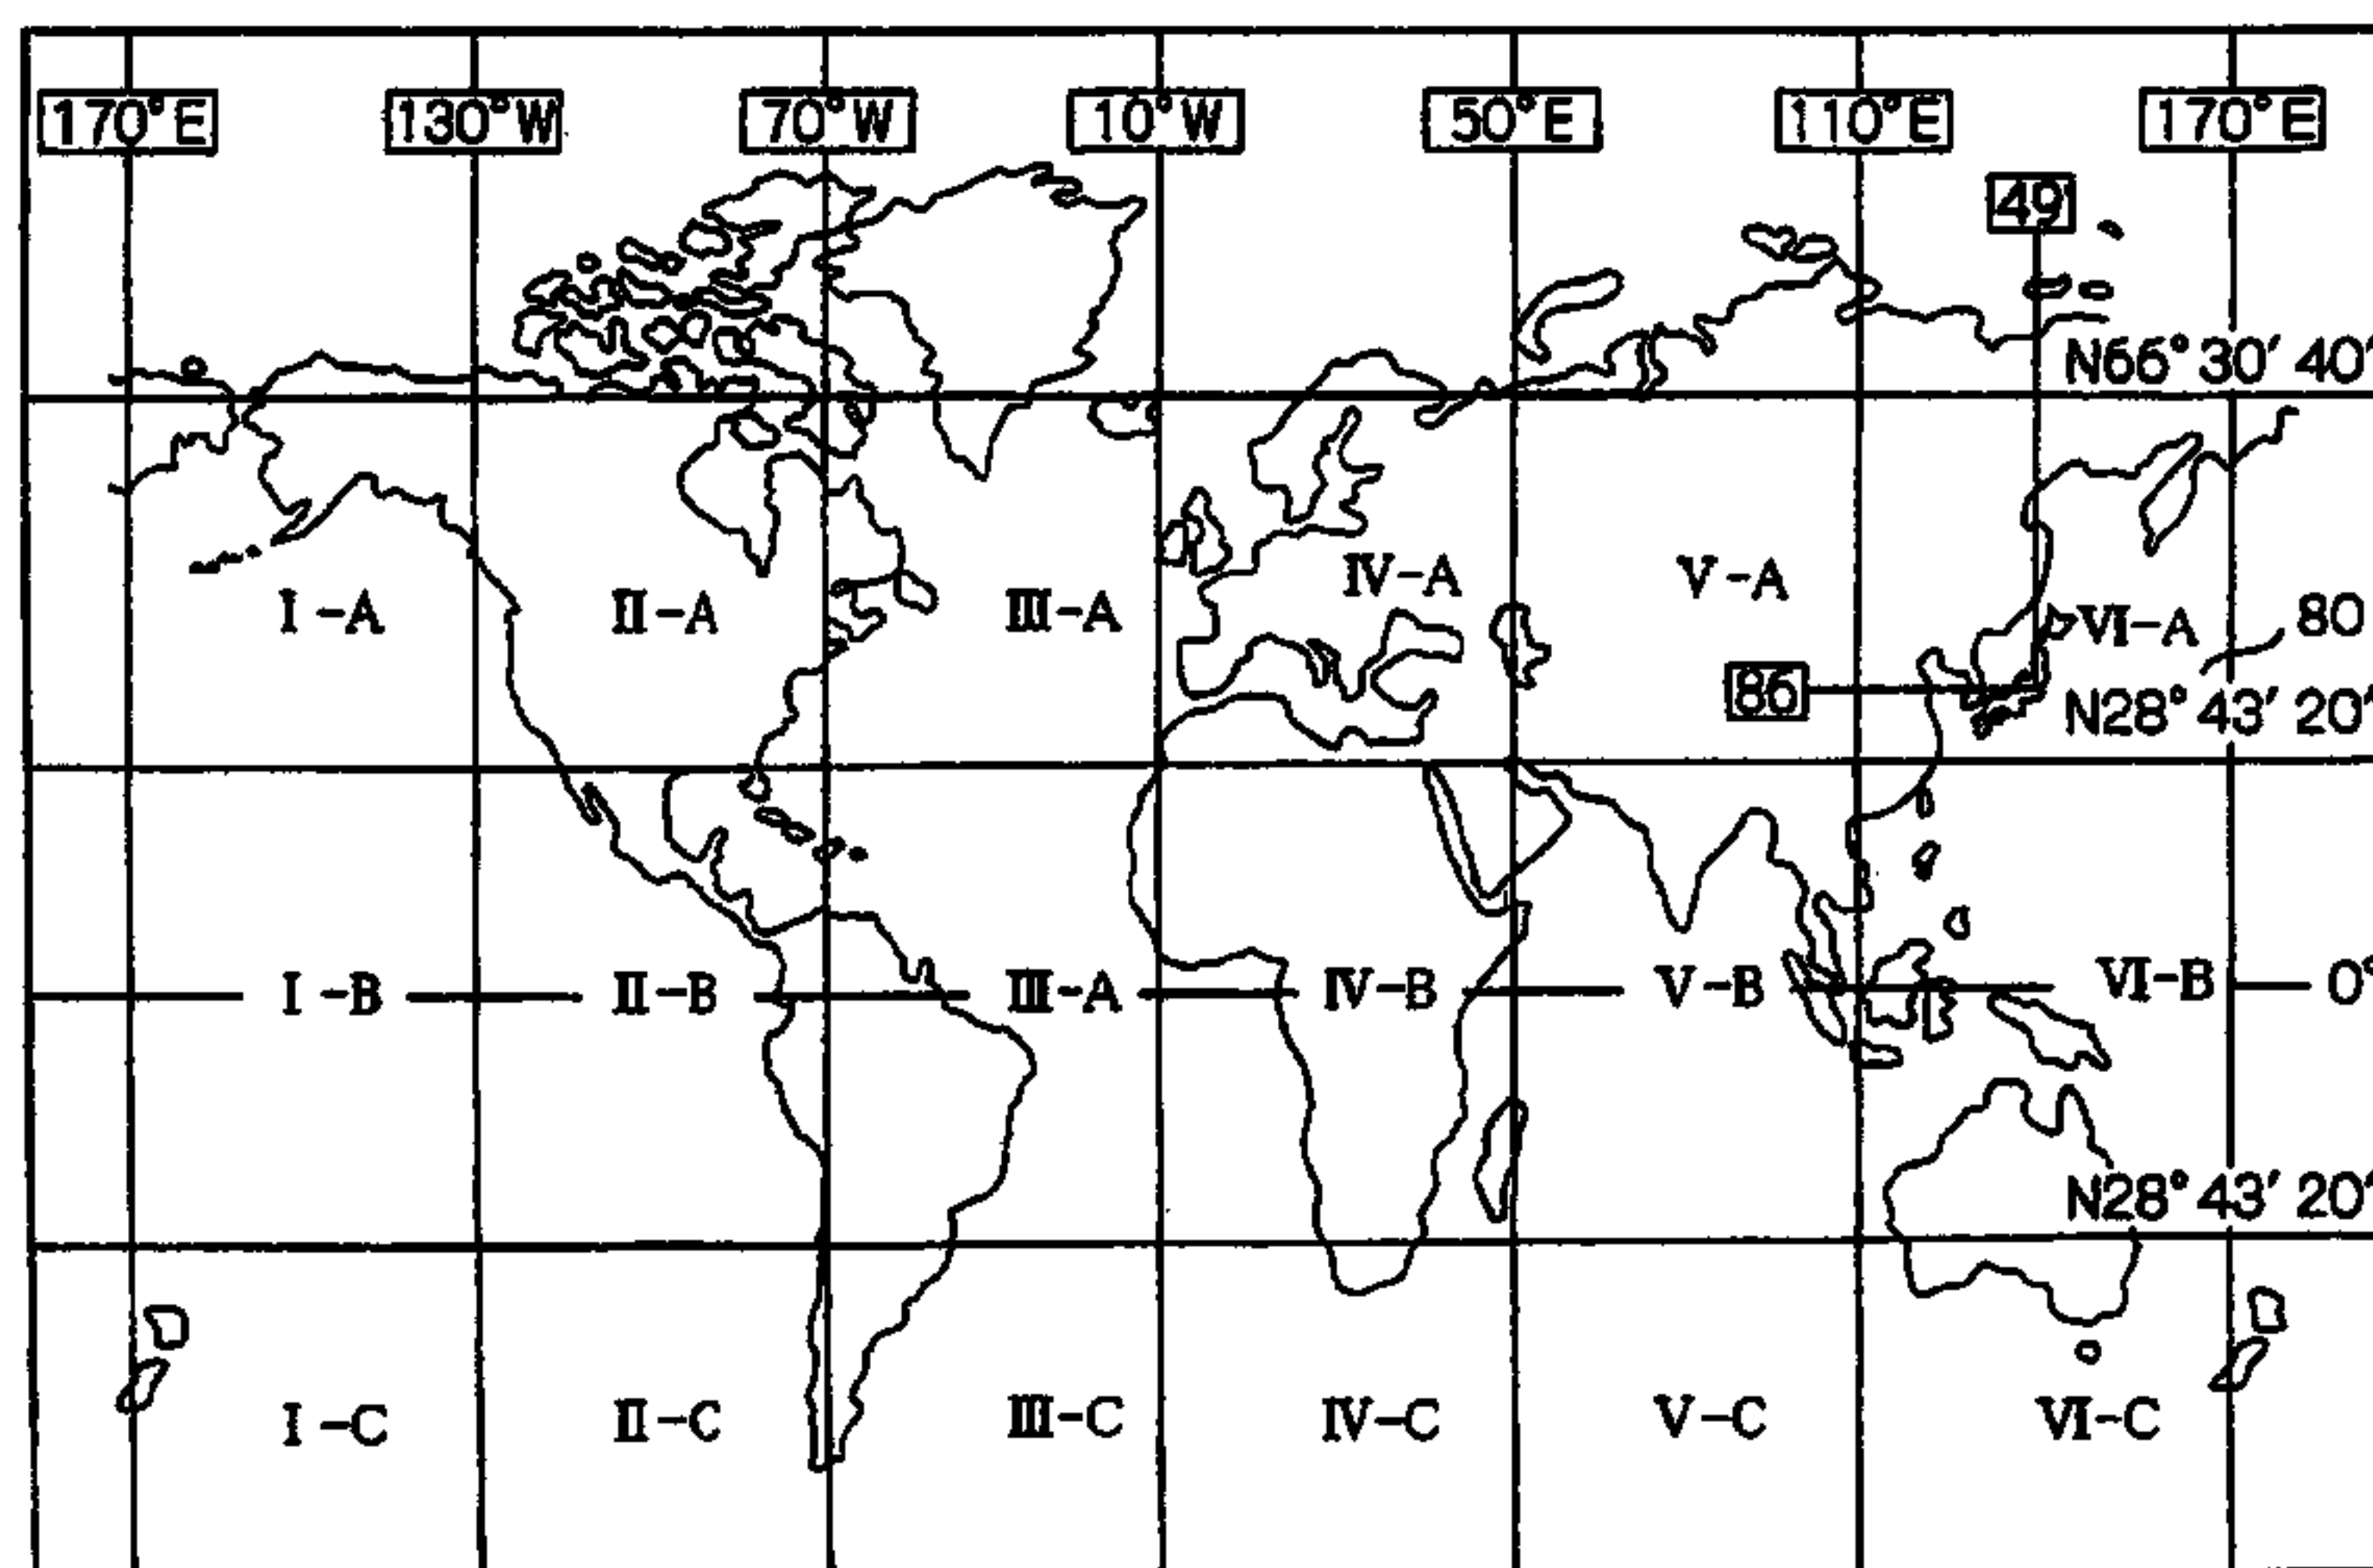 170°E 130°W 70°W 10°W 50°E 110°E 170°E
49
N66°30′40″
I-A II-A III-A IV-A V-A VI-A 80
86 N28°43′20″
I-B II-B III-A IV-B V-B VI-B 0°
N28°43′20″
I-C II-C III-C IV-C V-C VI-C